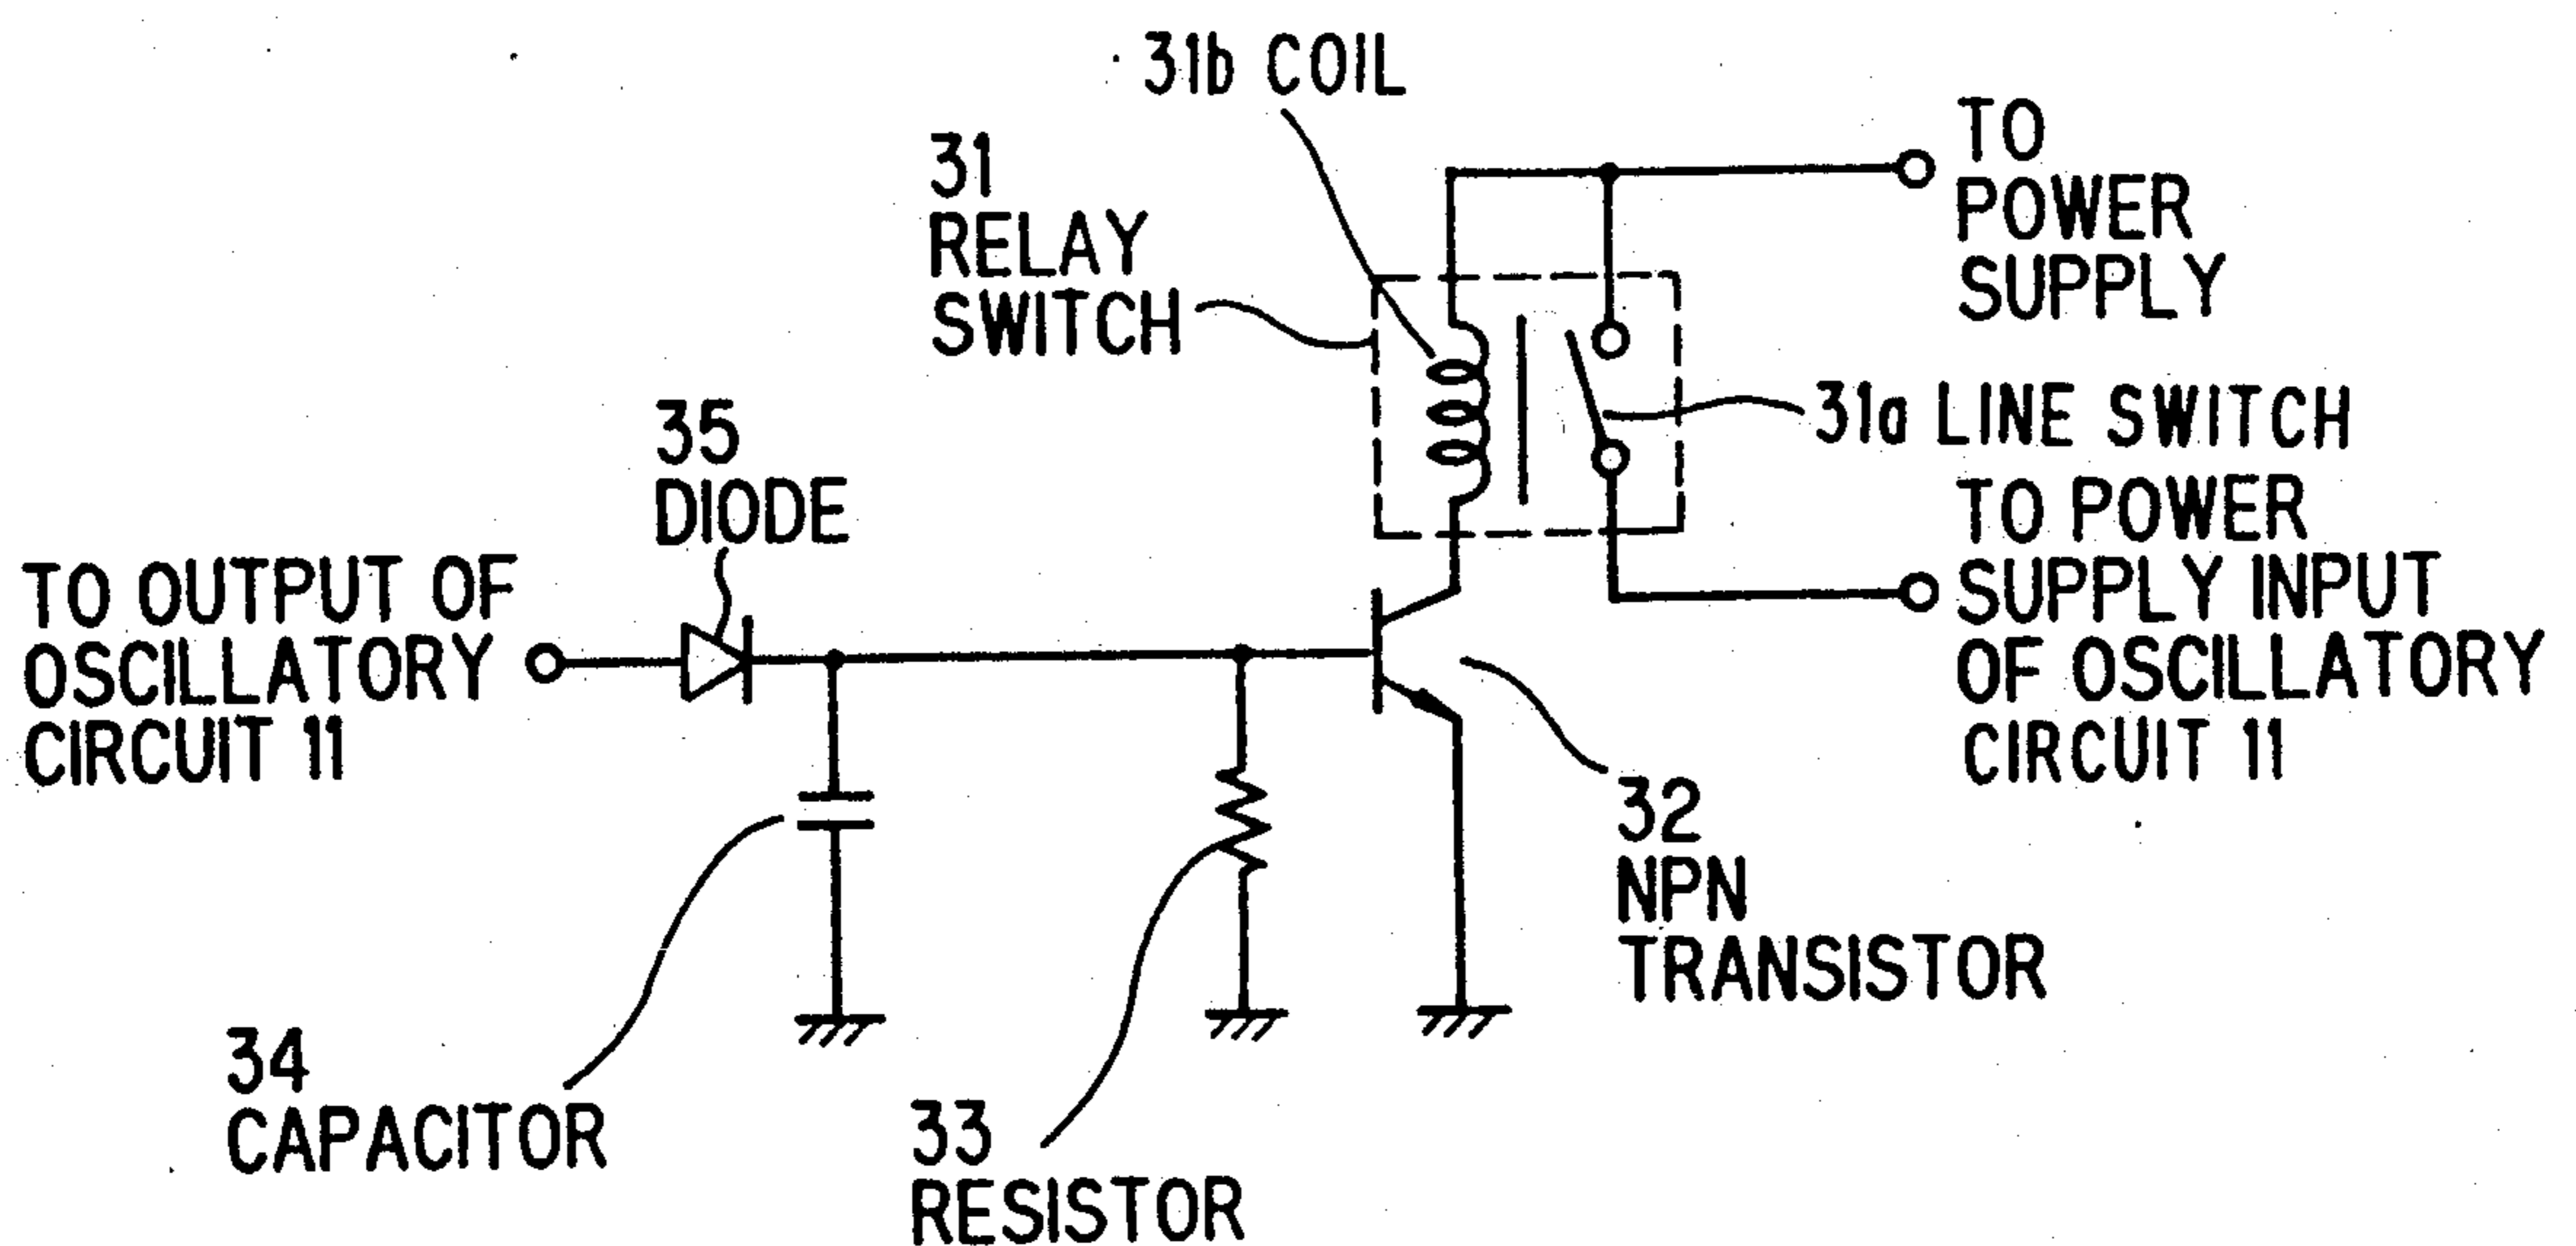 31b COIL
31
RELAY
SWITCH
TO
POWER
SUPPLY
31a LINE SWITCH
35
DIODE
TO OUTPUT OF
OSCILLATORY
CIRCUIT 11
TO POWER
SUPPLY INPUT
OF OSCILLATORY
CIRCUIT 11
32
NPN
TRANSISTOR
34
CAPACITOR
33
RESISTOR